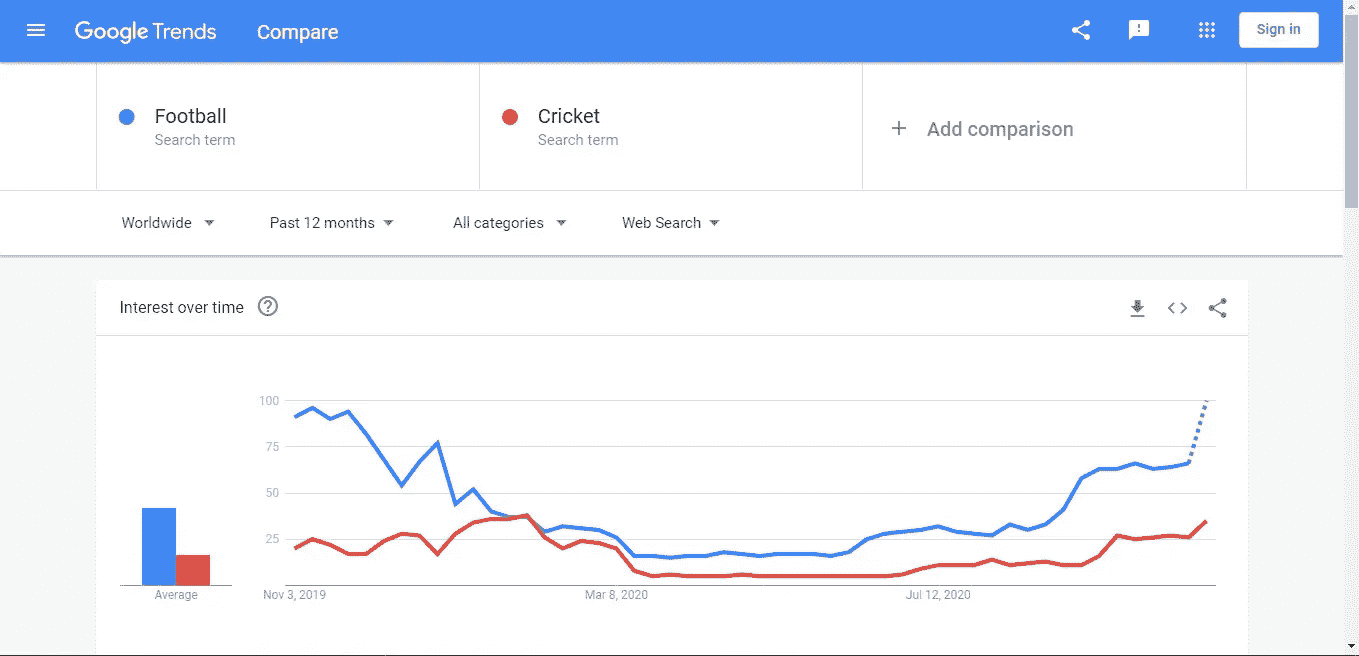 Google Trends Compare Sign in
Football Cricket + Add comparison
Search term Search term
Worldwide Past 12 months All categories Web Search
Interest over time ?
100
75
50
25
Average Nov 3, 2019 Mar 8, 2020 Jul 12, 2020